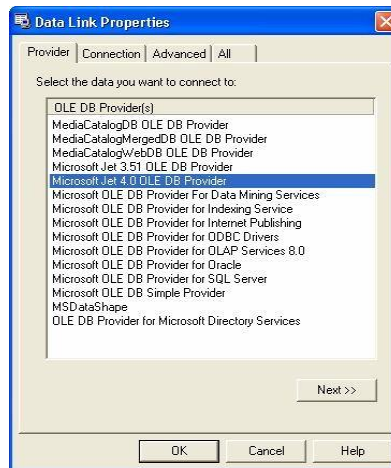 Data Link Properties
Provider Connection Advanced All
Select the data you want to connect to:
OLE DB Provider(s)
MediaCatalogDB OLE DB Provider
MediaCatalogMergedDB OLE DB Provider
MediaCatalogWebDB OLE DB Provider
Microsoft Jet 3.51 OLE DB Provider
Microsoft Jet 4.0 OLE DB Provider
Microsoft OLE DB Provider For Data Mining Services
Microsoft OLE DB Provider for Indexing Service
Microsoft OLE DB Provider for Internet Publishing
Microsoft OLE DB Provider for ODBC Drivers
Microsoft OLE DB Provider for OLAP Services 8.0
Microsoft OLE DB Provider for Oracle
Microsoft OLE DB Provider for SQL Server
Microsoft OLE DB Simple Provider
MSDataShape
OLE DB Provider for Microsoft Directory Services
Next >>
OK Cancel Help